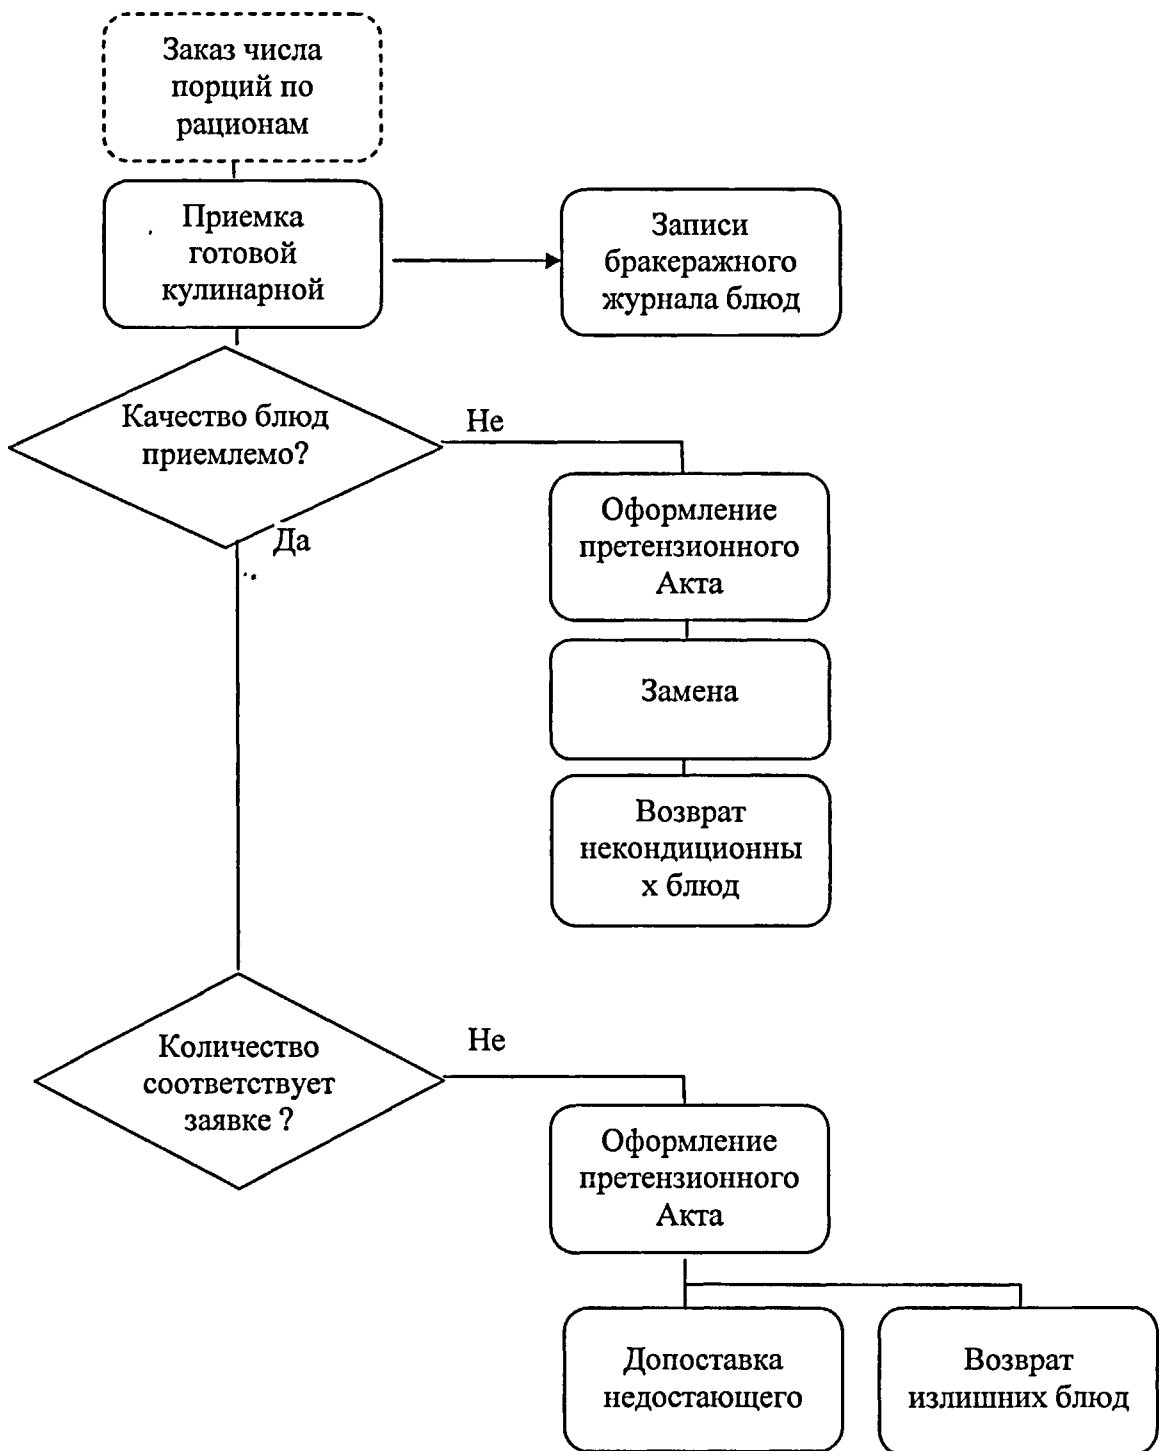 Заказ числа
порций по
рационам
Приемка
готовой
кулинарной
Записи
бракеражного
журнала блюд
Качество блюд
приемлемо?
Не
Да
Оформление
претензионного
Акта
Замена
Возврат
некондиционны
х блюд
Количество
соответствует
заявке ?
Не
Оформление
претензионного
Акта
Допоставка
недостающего
Возврат
излишних блюд